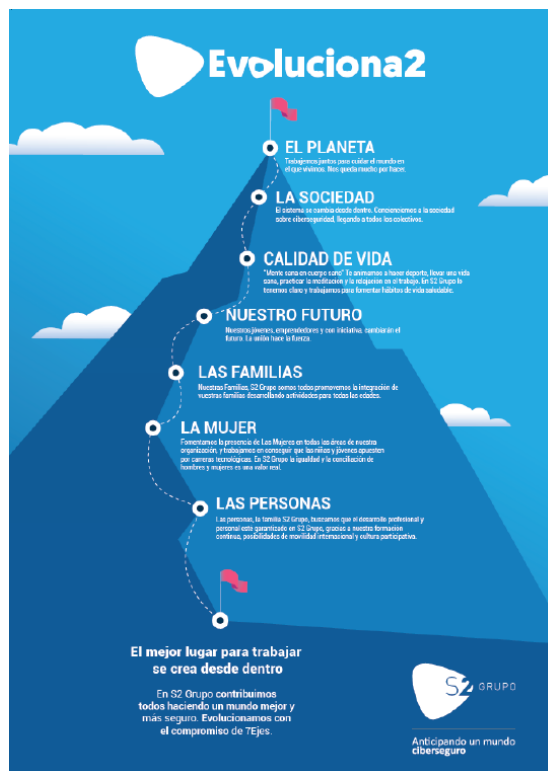 Evoluciona2
EL PLANETA
Trabajamos juntos para cuidar el mundo en
el que vivimos. Nos queda mucho por hacer.
LA SOCIEDAD
El sistema se cambia desde dentro. Concienciamos a la sociedad
sobre ciberseguridad, llegando a todos los colectivos.
CALIDAD DE VIDA
"Mente sana en cuerpo sano" Te animamos a hacer deporte, llevar una vida
sana, practicar la meditación y la relajación en el trabajo. En S2 Grupo lo
tenemos claro y trabajamos para fomentar hábitos de vida saludable.
NUESTRO FUTURO
Nuestros jóvenes, emprendedores y con iniciativa, cambiarán el
futuro. La unión hace la fuerza.
LAS FAMILIAS
Nuestras Familias, S2 Grupo somos todos promovemos la integración de
vuestras familias desarrollando actividades para todas las edades.
LA MUJER
Fomentamos la presencia de Las Mujeres en todas las áreas de nuestra
organización, y trabajamos en conseguir que las niñas y jóvenes apuesten
por carreras tecnológicas. En S2 Grupo la igualdad y la conciliación de
hombres y mujeres es una valor real.
LAS PERSONAS
Las personas, la familia S2 Grupo, buscamos que el desarrollo profesional y
personal esté garantizado en S2 Grupo, gracias a nuestra formación
continua, posibilidades de movilidad internacional y cultura participativa.
El mejor lugar para trabajar
se crea desde dentro
En S2 Grupo contribuimos
todos haciendo un mundo mejor y
más seguro. Evolucionamos con
el compromiso de 7Ejes.
S2 GRUPO
Anticipando un mundo
ciberseguro